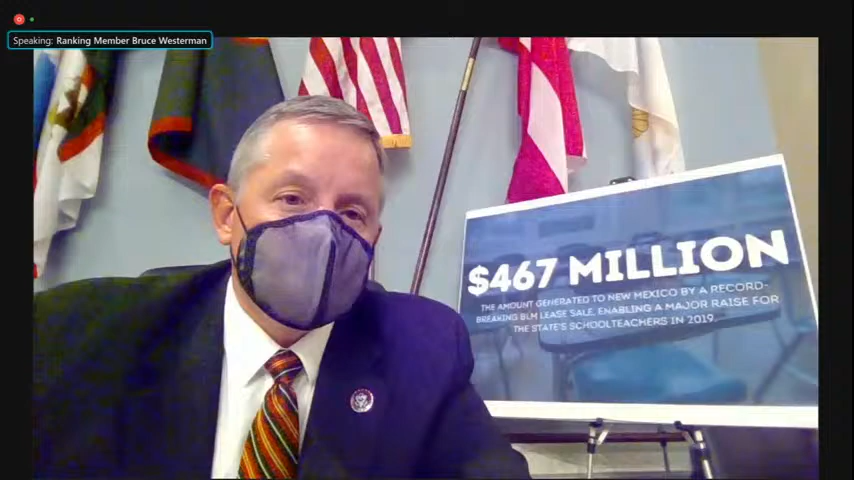 Speaking: Ranking Member Bruce Westerman
$467 MILLION
THE AMOUNT GENERATED TO NEW MEXICO BY A RECORD-
BREAKING BLM LEASE SALE, ENABLING A MAJOR RAISE FOR
THE STATE'S SCHOOLTEACHERS IN 2019.